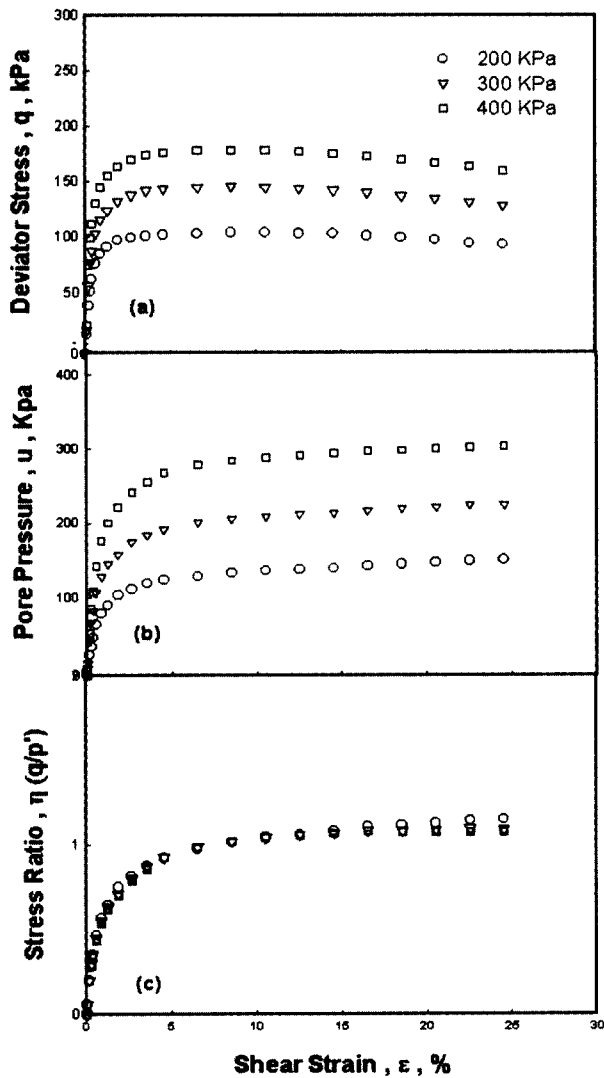 300
250
200
150
100
50
0
Deviator Stress , q , kPa
200 KPa
300 KPa
400 KPa
(a)
400
300
200
100
Pore Pressure , u , Kpa
(b)
1
0
Stress Ratio , η (q/p')
(c)
0 5 10 15 20 25 30
Shear Strain , ε , %